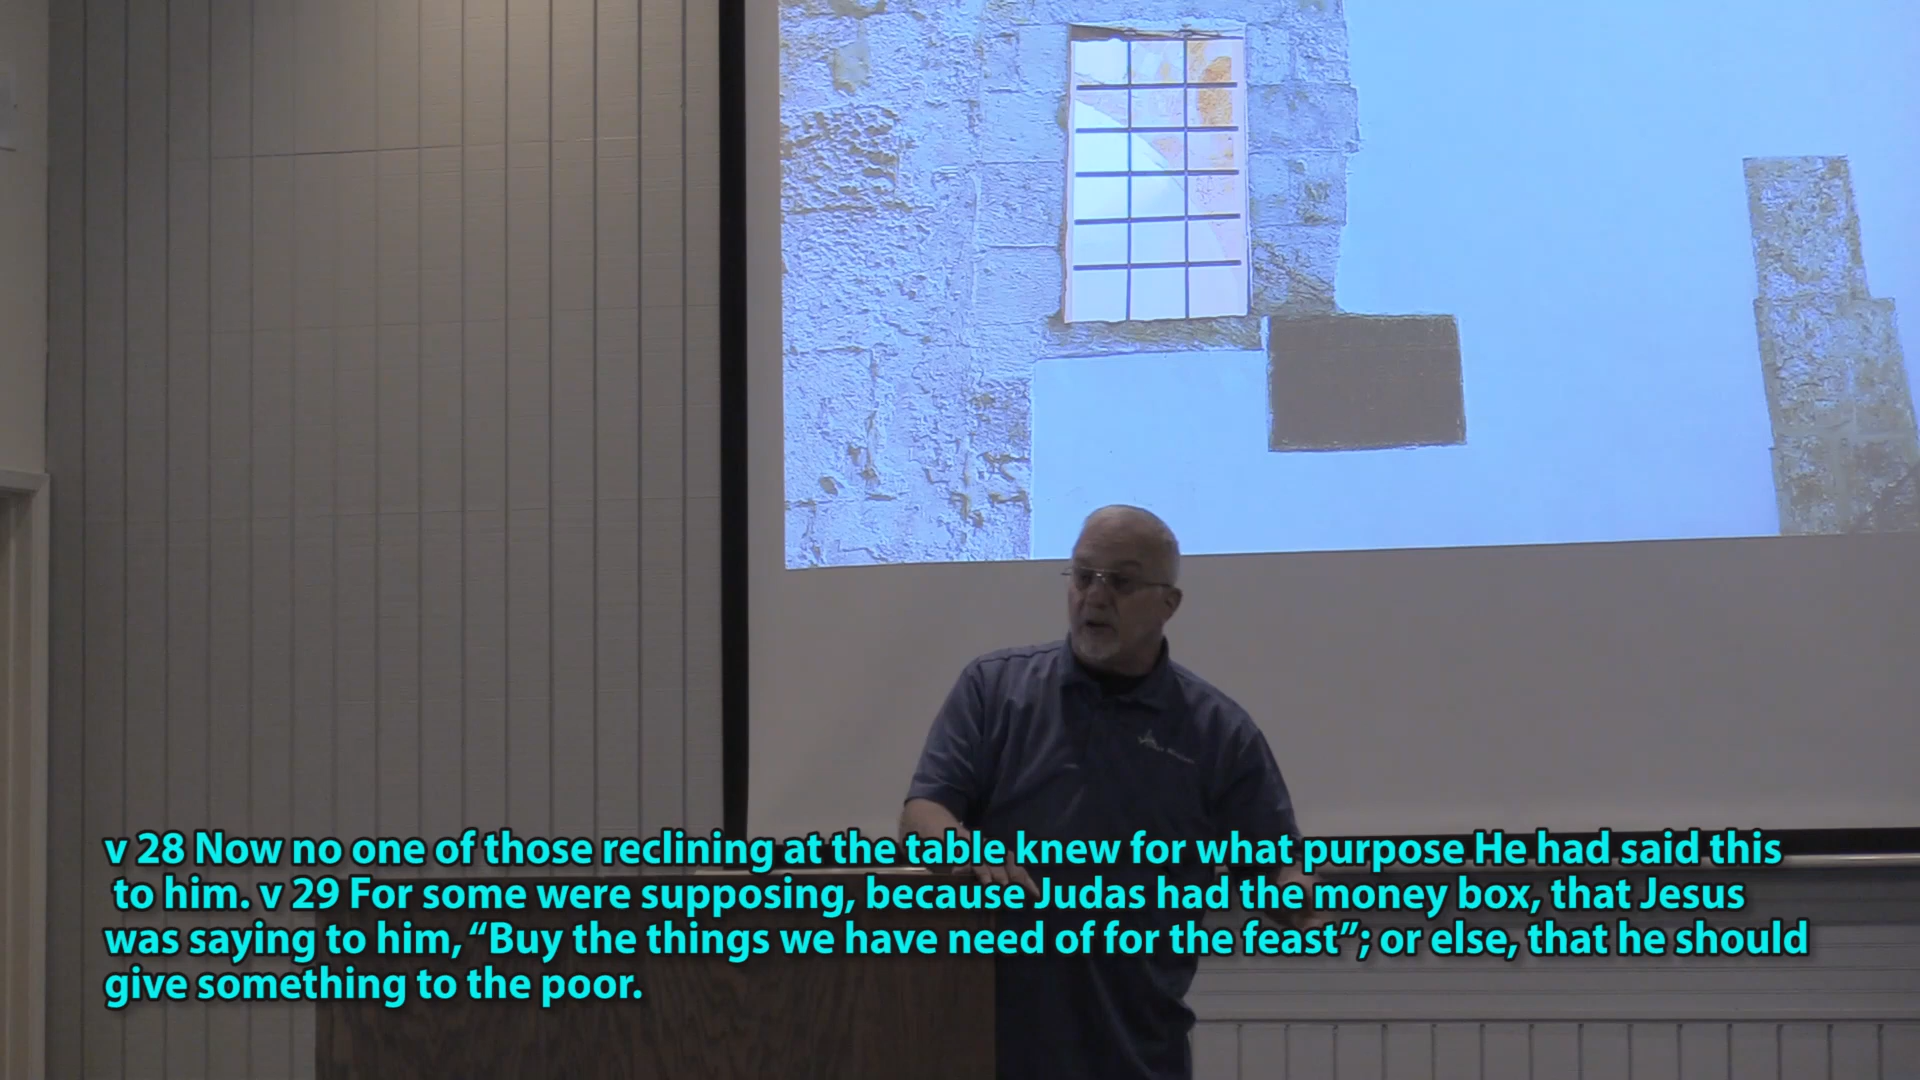 v 28 Now no one of those reclining at the table knew for what purpose He had said this
to him. v 29 For some were supposing, because Judas had the money box, that Jesus
was saying to him, “Buy the things we have need of for the feast”; or else, that he should
give something to the poor.